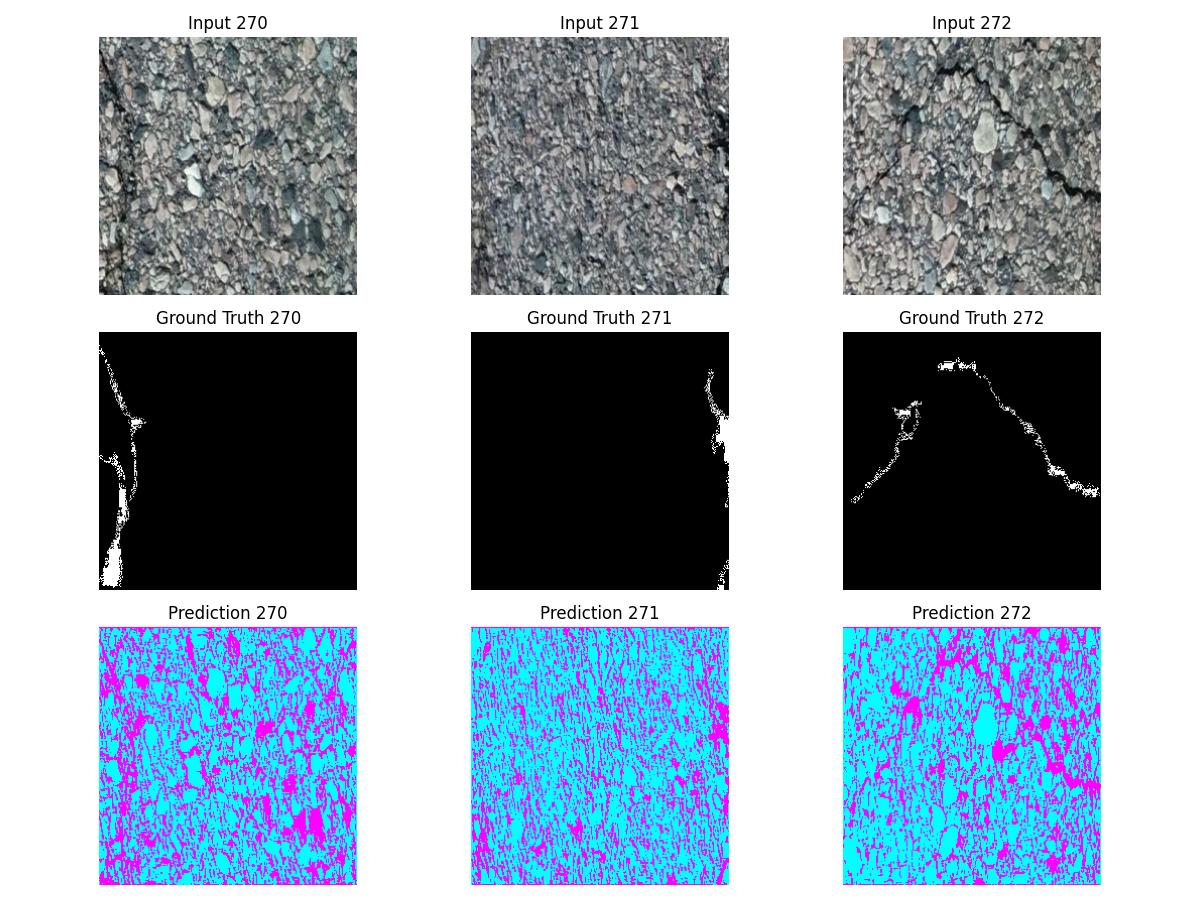 Input 270
Input 271
Input 272
Ground Truth 270
Ground Truth 271
Ground Truth 272
Prediction 270
Prediction 271
Prediction 272